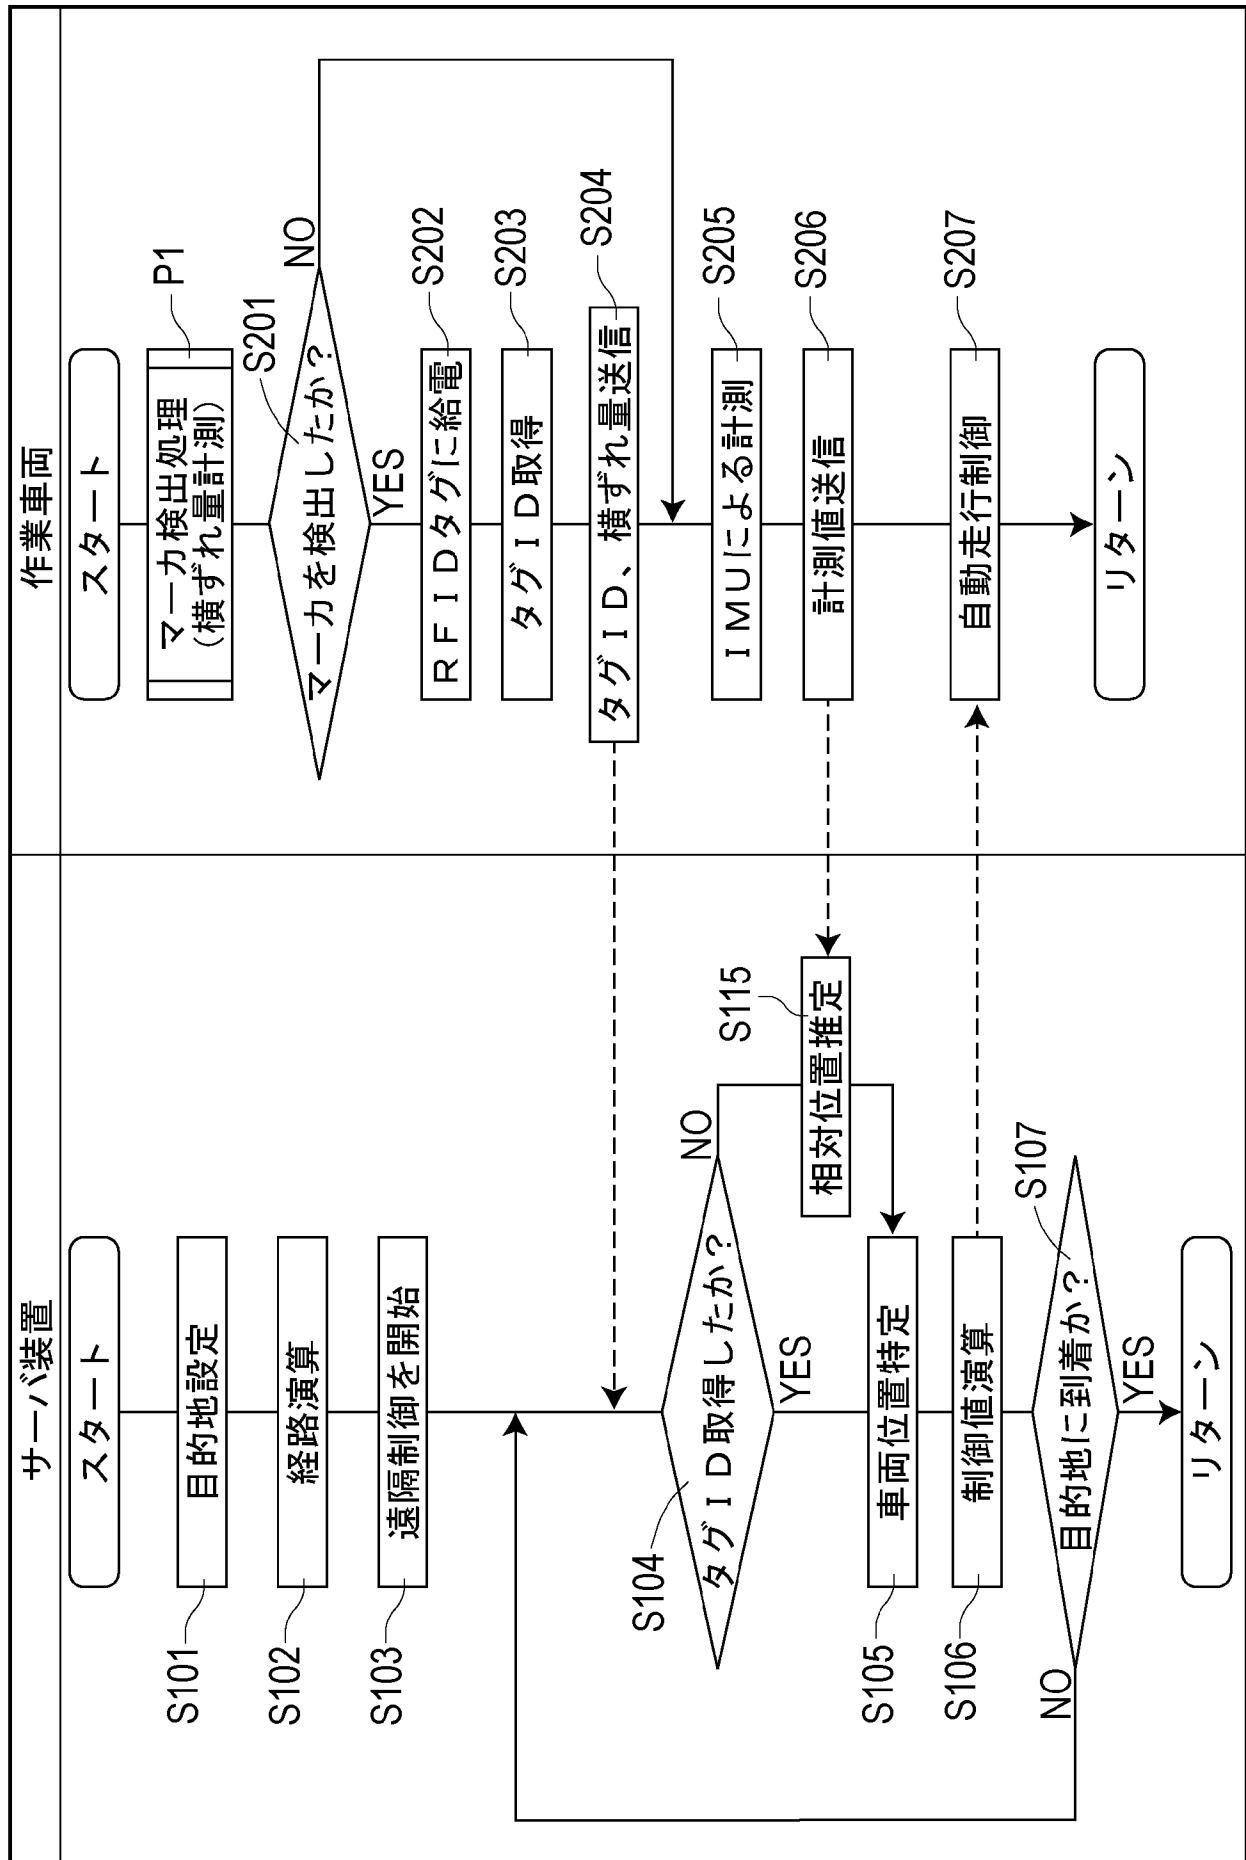 サーバ装置
スタート
目的地設定
S101
経路演算
S102
遠隔制御を開始
S103
タグID取得したか?
S104
NO
YES
相対位置推定
S115
車両位置特定
S105
制御値演算
S106
目的地に到着か?
S107
NO
YES
リターン
作業車両
スタート
マーカ検出処理
(横ずれ量計測)
P1
マーカを検出したか?
S201
NO
YES
RFIDタグに給電
S202
タグID取得
S203
タグID、横ずれ量送信
S204
IMUによる計測
S205
計測値送信
S206
自動走行制御
S207
リターン